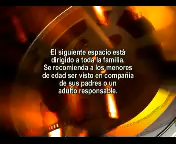 El siguiente espacio está
dirigido a toda la familia.
Se recomienda a los menores
de edad ser visto en compañía
de sus padres o un
adulto responsable.